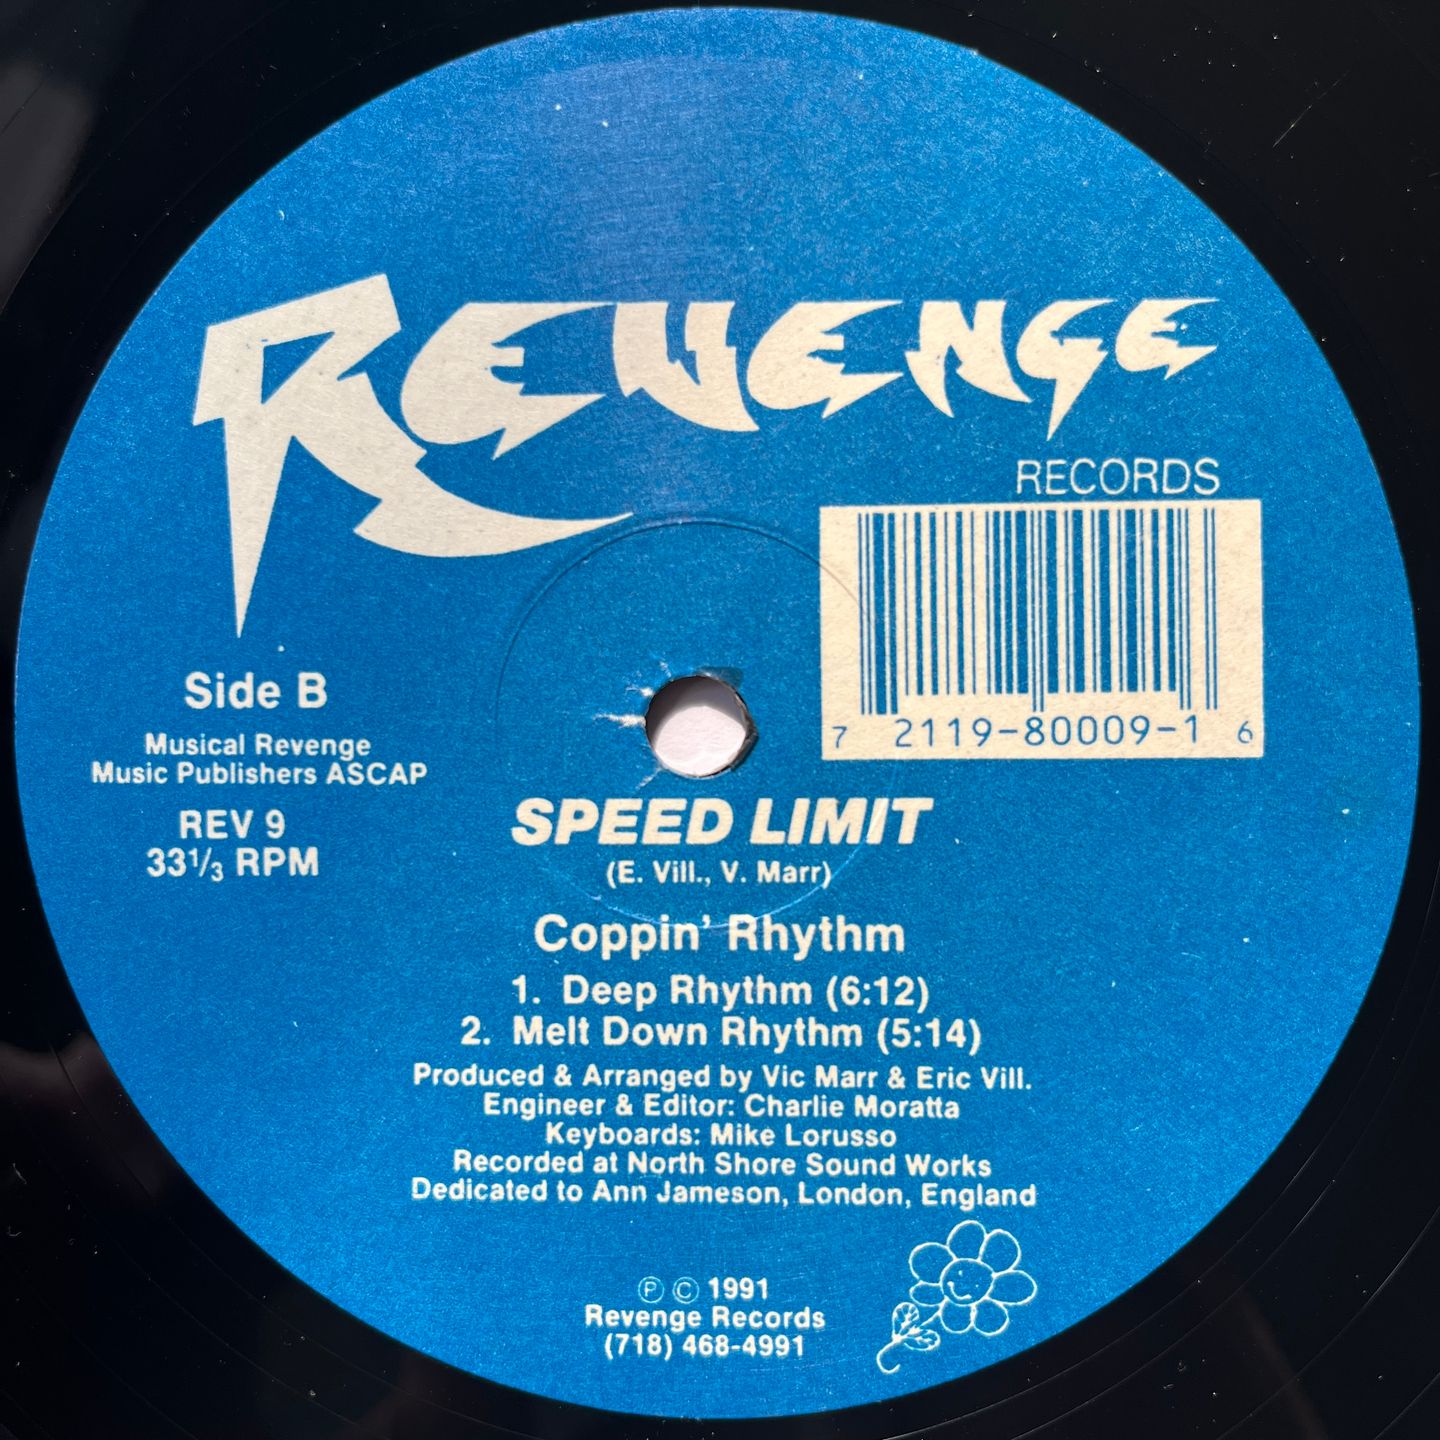 REVENGE
RECORDS
7 2119-80009-1 6
Side B
Musical Revenge
Music Publishers ASCAP
REV 9
33⅓ RPM
SPEED LIMIT
(E. Vill., V. Marr)
Coppin' Rhythm
1. Deep Rhythm (6:12)
2. Melt Down Rhythm (5:14)
Produced & Arranged by Vic Marr & Eric Vill.
Engineer & Editor: Charlie Moratta
Keyboards: Mike Lorusso
Recorded at North Shore Sound Works
Dedicated to Ann Jameson, London, England
Ⓟ © 1991
Revenge Records
(718) 468-4991